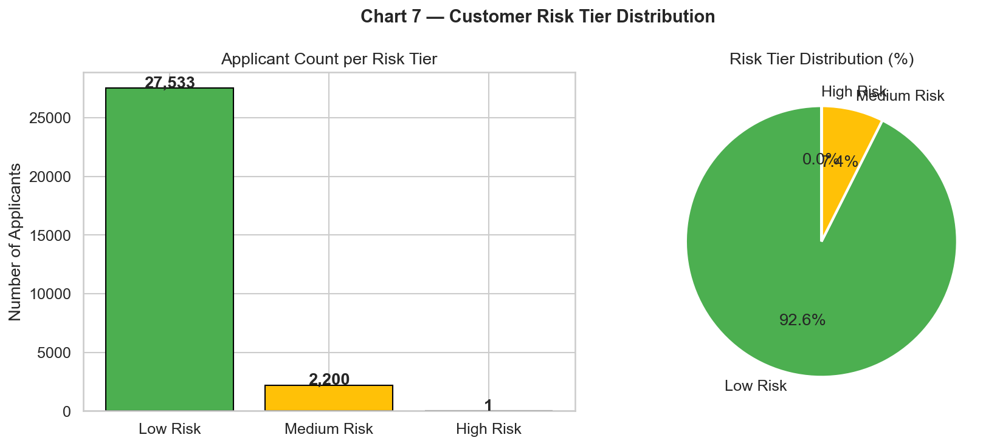 Chart 7 — Customer Risk Tier Distribution
Applicant Count per Risk Tier
Number of Applicants
25000
20000
15000
10000
5000
0
27,533
2,200
1
Low Risk
Medium Risk
High Risk
Risk Tier Distribution (%)
High Risk
Medium Risk
0.0%
7.4%
92.6%
Low Risk